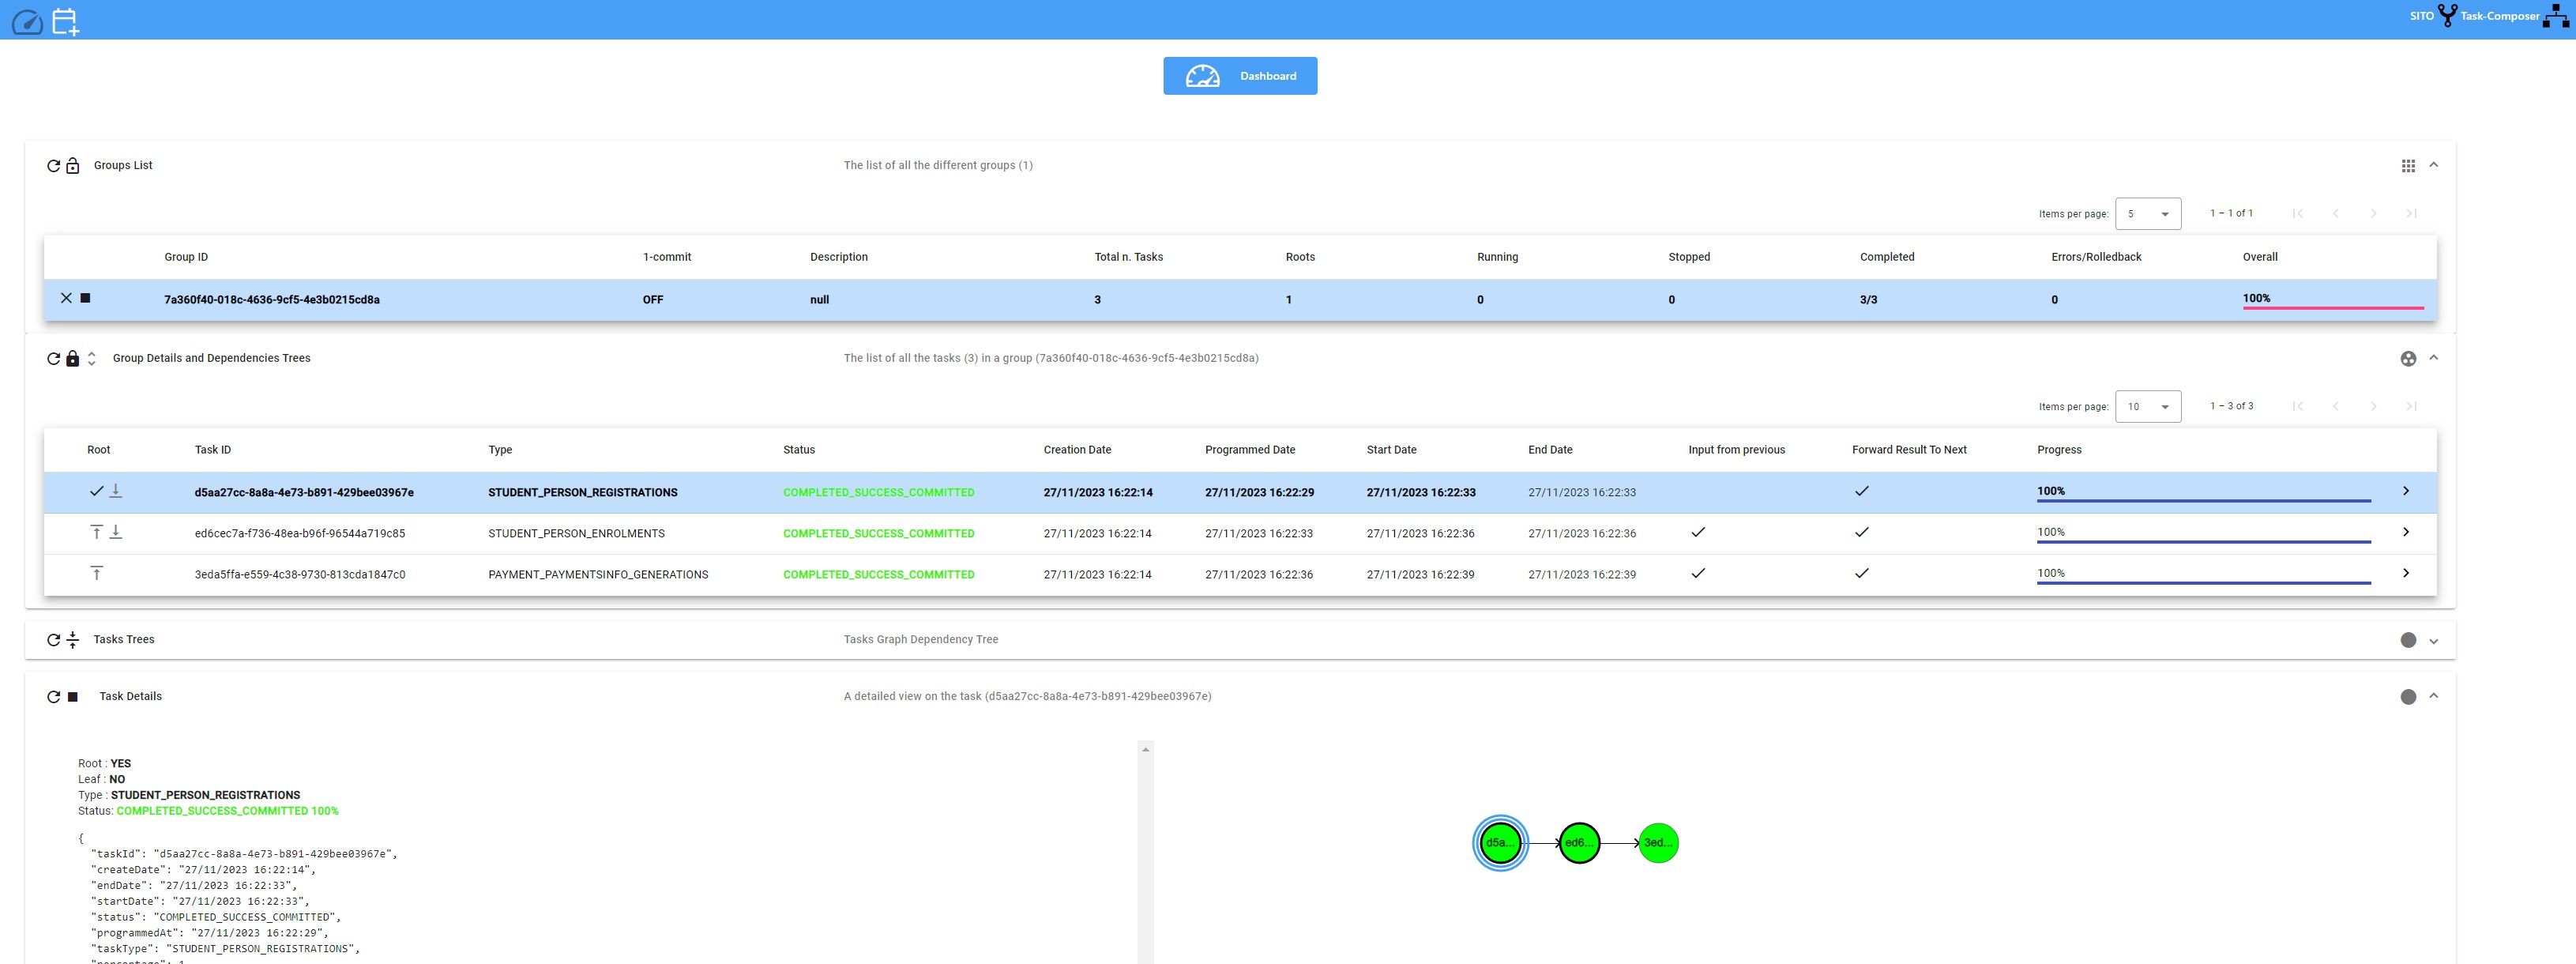 SITO Task-Composer
Dashboard
Groups List The list of all the different groups (1)
Items per page: 5 1 – 1 of 1
Group ID 1-commit Description Total n. Tasks Roots Running Stopped Completed Errors/Rolledback Overall
7a360f40-018c-4636-9cf5-4e3b0215cd8a OFF null 3 1 0 0 3/3 0 100%
Group Details and Dependencies Trees The list of all the tasks (3) in a group (7a360f40-018c-4636-9cf5-4e3b0215cd8a)
Items per page: 10 1 – 3 of 3
Root Task ID Type Status Creation Date Programmed Date Start Date End Date Input from previous Forward Result To Next Progress
d5aa27cc-8a8a-4e73-b891-429bee03967e STUDENT_PERSON_REGISTRATIONS COMPLETED_SUCCESS_COMMITTED 27/11/2023 16:22:14 27/11/2023 16:22:29 27/11/2023 16:22:33 27/11/2023 16:22:33 100%
ed6cec7a-f736-48ea-b96f-96544a719c85 STUDENT_PERSON_ENROLMENTS COMPLETED_SUCCESS_COMMITTED 27/11/2023 16:22:14 27/11/2023 16:22:33 27/11/2023 16:22:36 27/11/2023 16:22:36 100%
3eda5ffa-e559-4c38-9730-813cda1847c0 PAYMENT_PAYMENTSINFO_GENERATIONS COMPLETED_SUCCESS_COMMITTED 27/11/2023 16:22:14 27/11/2023 16:22:36 27/11/2023 16:22:39 27/11/2023 16:22:39 100%
Tasks Trees Tasks Graph Dependency Tree
Task Details A detailed view on the task (d5aa27cc-8a8a-4e73-b891-429bee03967e)
Root : YES
Leaf : NO
Type : STUDENT_PERSON_REGISTRATIONS
Status: COMPLETED_SUCCESS_COMMITTED 100%
{
"taskId": "d5aa27cc-8a8a-4e73-b891-429bee03967e",
"createDate": "27/11/2023 16:22:14",
"endDate": "27/11/2023 16:22:33",
"startDate": "27/11/2023 16:22:33",
"status": "COMPLETED_SUCCESS_COMMITTED",
"programmedAt": "27/11/2023 16:22:29",
"taskType": "STUDENT_PERSON_REGISTRATIONS",
d5a... ed6... 3ed...